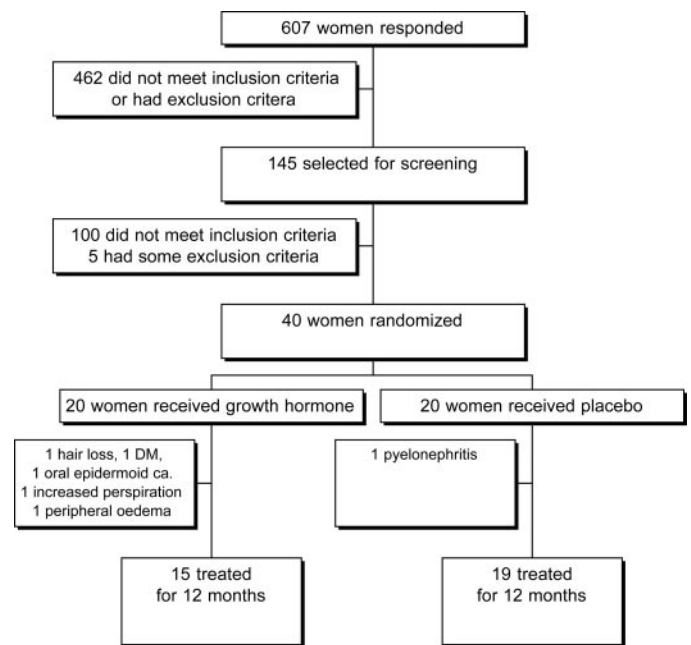 607 women responded
462 did not meet inclusion criteria
or had exclusion critera
145 selected for screening
100 did not meet inclusion criteria
5 had some exclusion criteria
40 women randomized
20 women received growth hormone
20 women received placebo
1 hair loss, 1 DM,
1 oral epidermoid ca.
1 increased perspiration
1 peripheral oedema
1 pyelonephritis
15 treated
for 12 months
19 treated
for 12 months